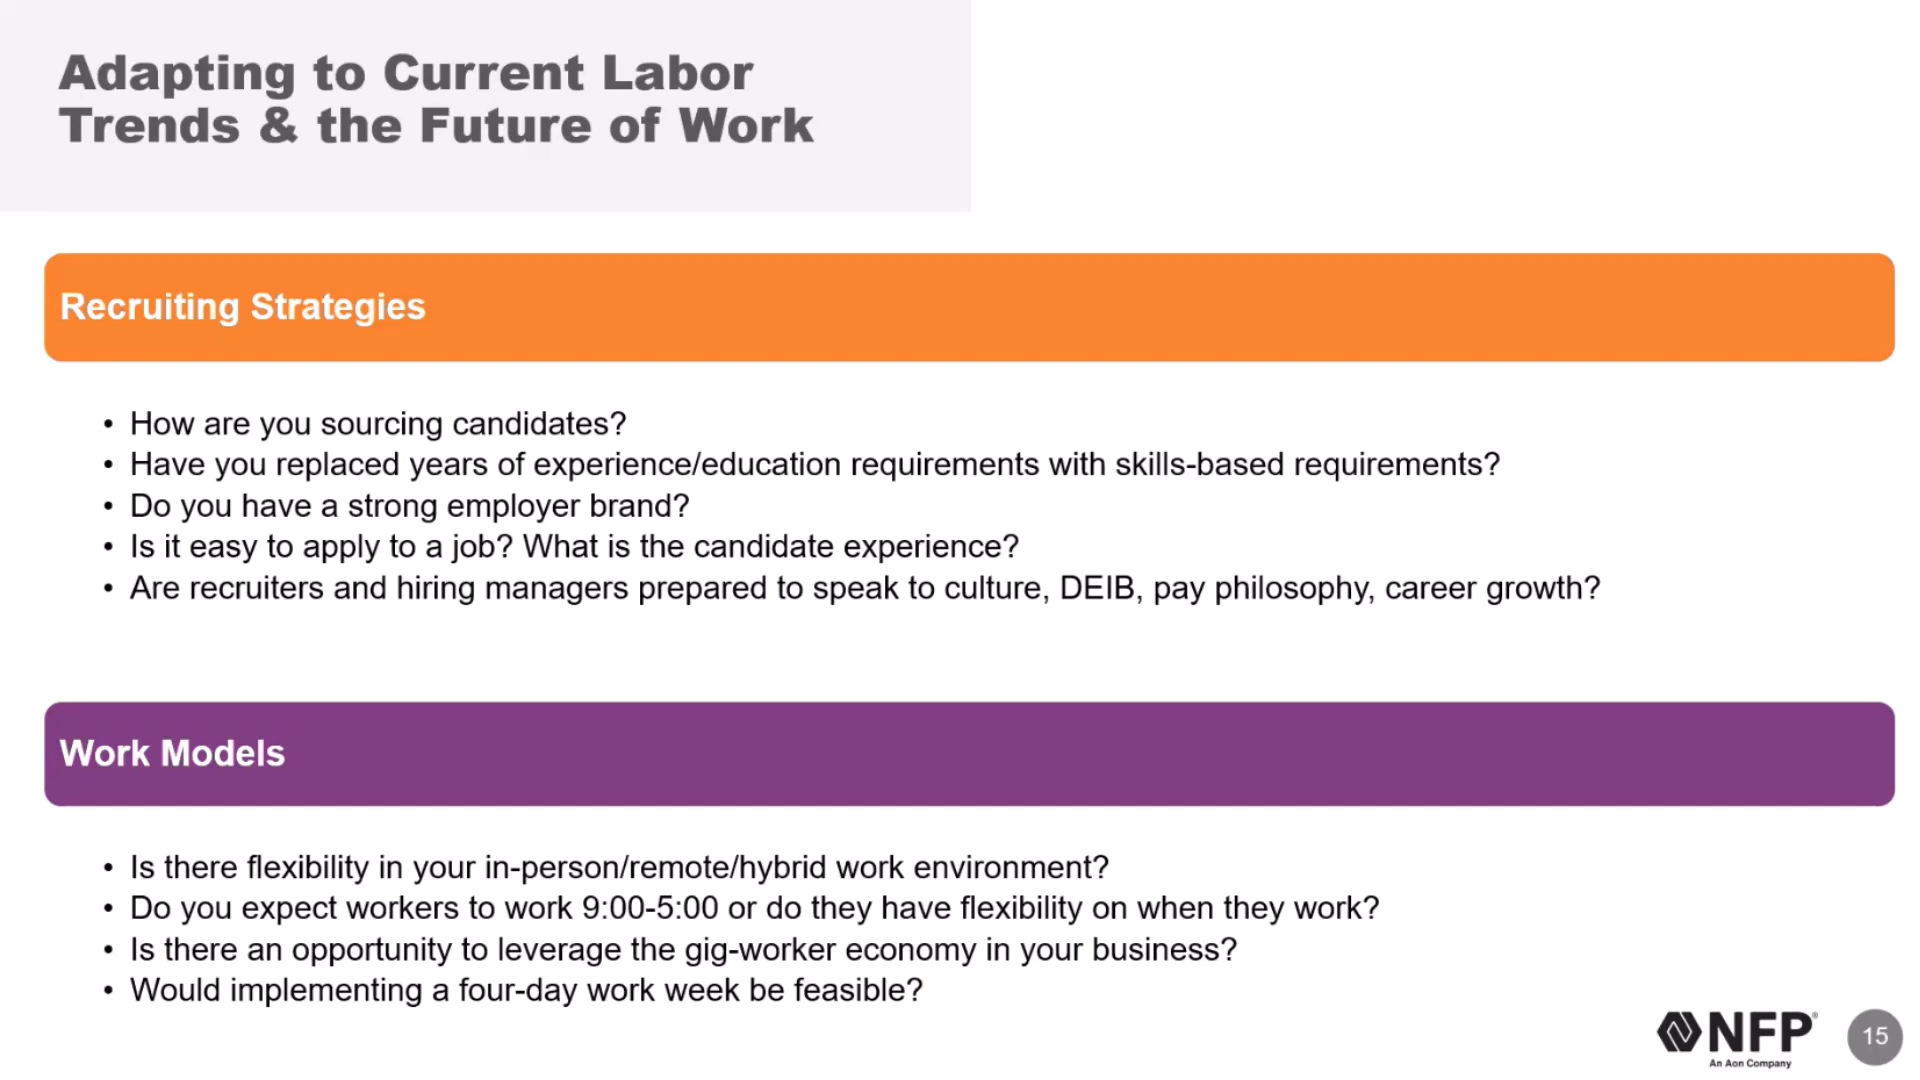 Adapting to Current Labor
Trends & the Future of Work
Recruiting Strategies
• How are you sourcing candidates?
• Have you replaced years of experience/education requirements with skills-based requirements?
• Do you have a strong employer brand?
• Is it easy to apply to a job? What is the candidate experience?
• Are recruiters and hiring managers prepared to speak to culture, DEIB, pay philosophy, career growth?
Work Models
• Is there flexibility in your in-person/remote/hybrid work environment?
• Do you expect workers to work 9:00-5:00 or do they have flexibility on when they work?
• Is there an opportunity to leverage the gig-worker economy in your business?
• Would implementing a four-day work week be feasible?
NFP®
An Aon Company
15